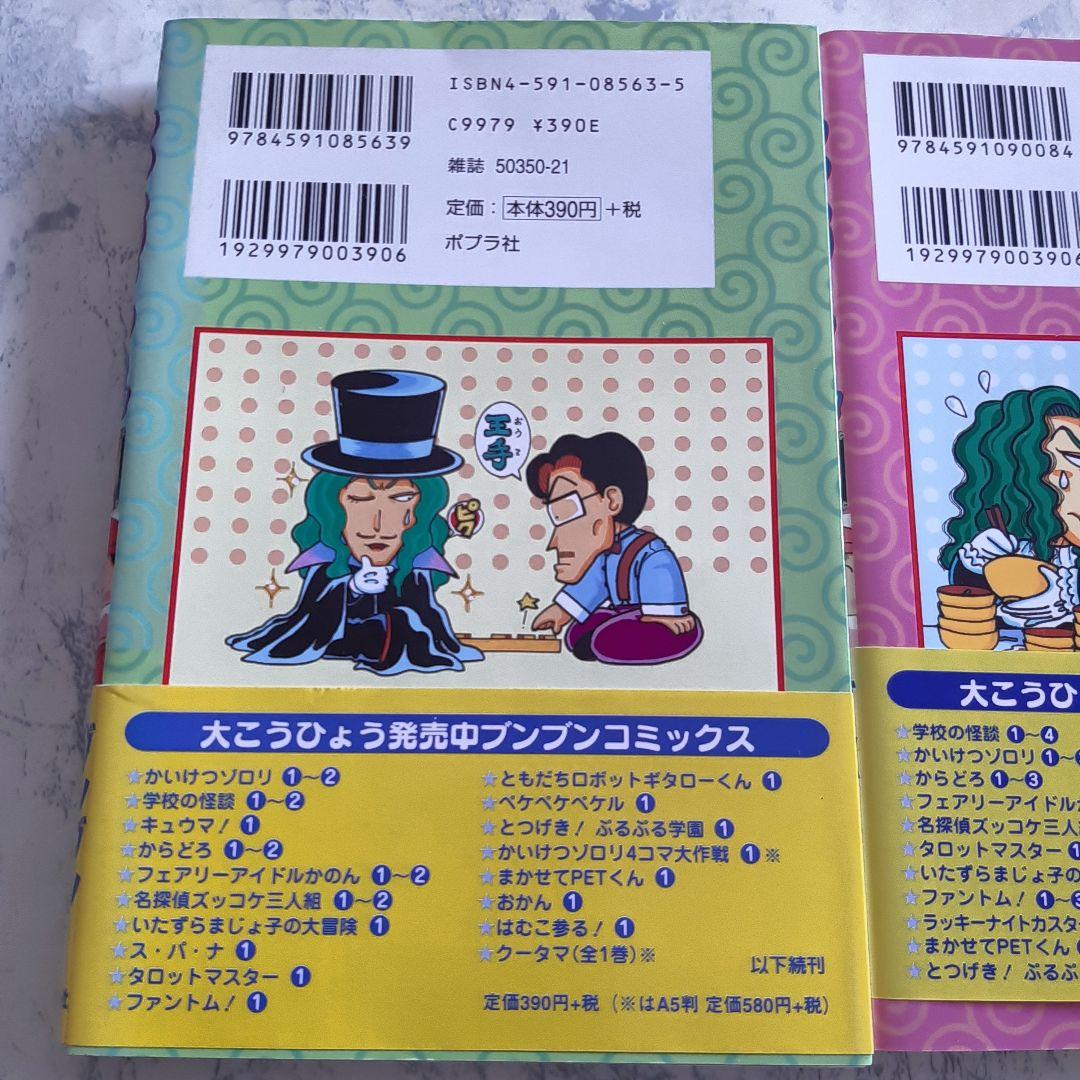 9784591085639
ISBN4-591-08563-5
C9979 ¥390E
雑誌 50350-21
1929979003906
定価：本体390円+税
ポプラ社
おうて
王手
ピク
大こうひょう発売中ブンブンコミックス
★かいけつゾロリ ①～②
★学校の怪談 ①～②
★キュウマ！ ①
★からどろ ①～②
★フェアリーアイドルかのん ①～②
★名探偵ズッコケ三人組 ①～②
★いたずらまじょ子の大冒険 ①
★ス・パ・ナ ①
★タロットマスター ①
★ファントム！ ①
★ともだちロボットギタローくん ①
★ペケペケペケル ①
★とつげき！ ぷるぷる学園 ①
★かいけつゾロリ4コマ大作戦 ①※
★まかせてPETくん ①
★おかん ①
★はむこ参る！ ①
★クータマ（全1巻）※
以下続刊
定価390円+税（※はA5判 定価580円+税）
9784591090084
1929979003906
大こうひ
★学校の怪談 ①～④
★かいけつゾロリ ①～
★からどろ ①～③
★フェアリーアイドルか
★名探偵ズッコケ三人
★タロットマスター ①
★いたずらまじょ子の
★ファントム！ ①～③
★ラッキーナイトカスタ
★まかせてPETくん
★とつげき！ ぷるぷ